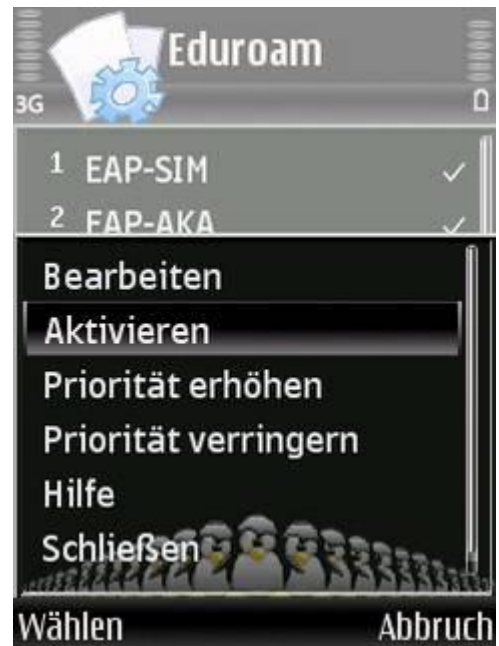 Eduroam
3G
1 EAP-SIM
2 EAP-AKA
Bearbeiten
Aktivieren
Priorität erhöhen
Priorität verringern
Hilfe
Schließen
Wählen Abbruch